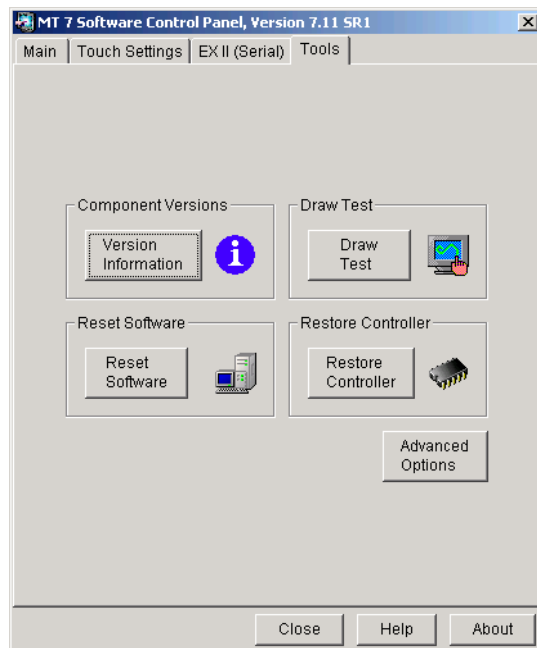 MT 7 Software Control Panel, Version 7.11 SR1
Main Touch Settings EX II (Serial) Tools
Component Versions
Draw Test
Version
Information
Draw
Test
Reset Software
Restore Controller
Reset
Software
Restore
Controller
Advanced
Options
Close Help About